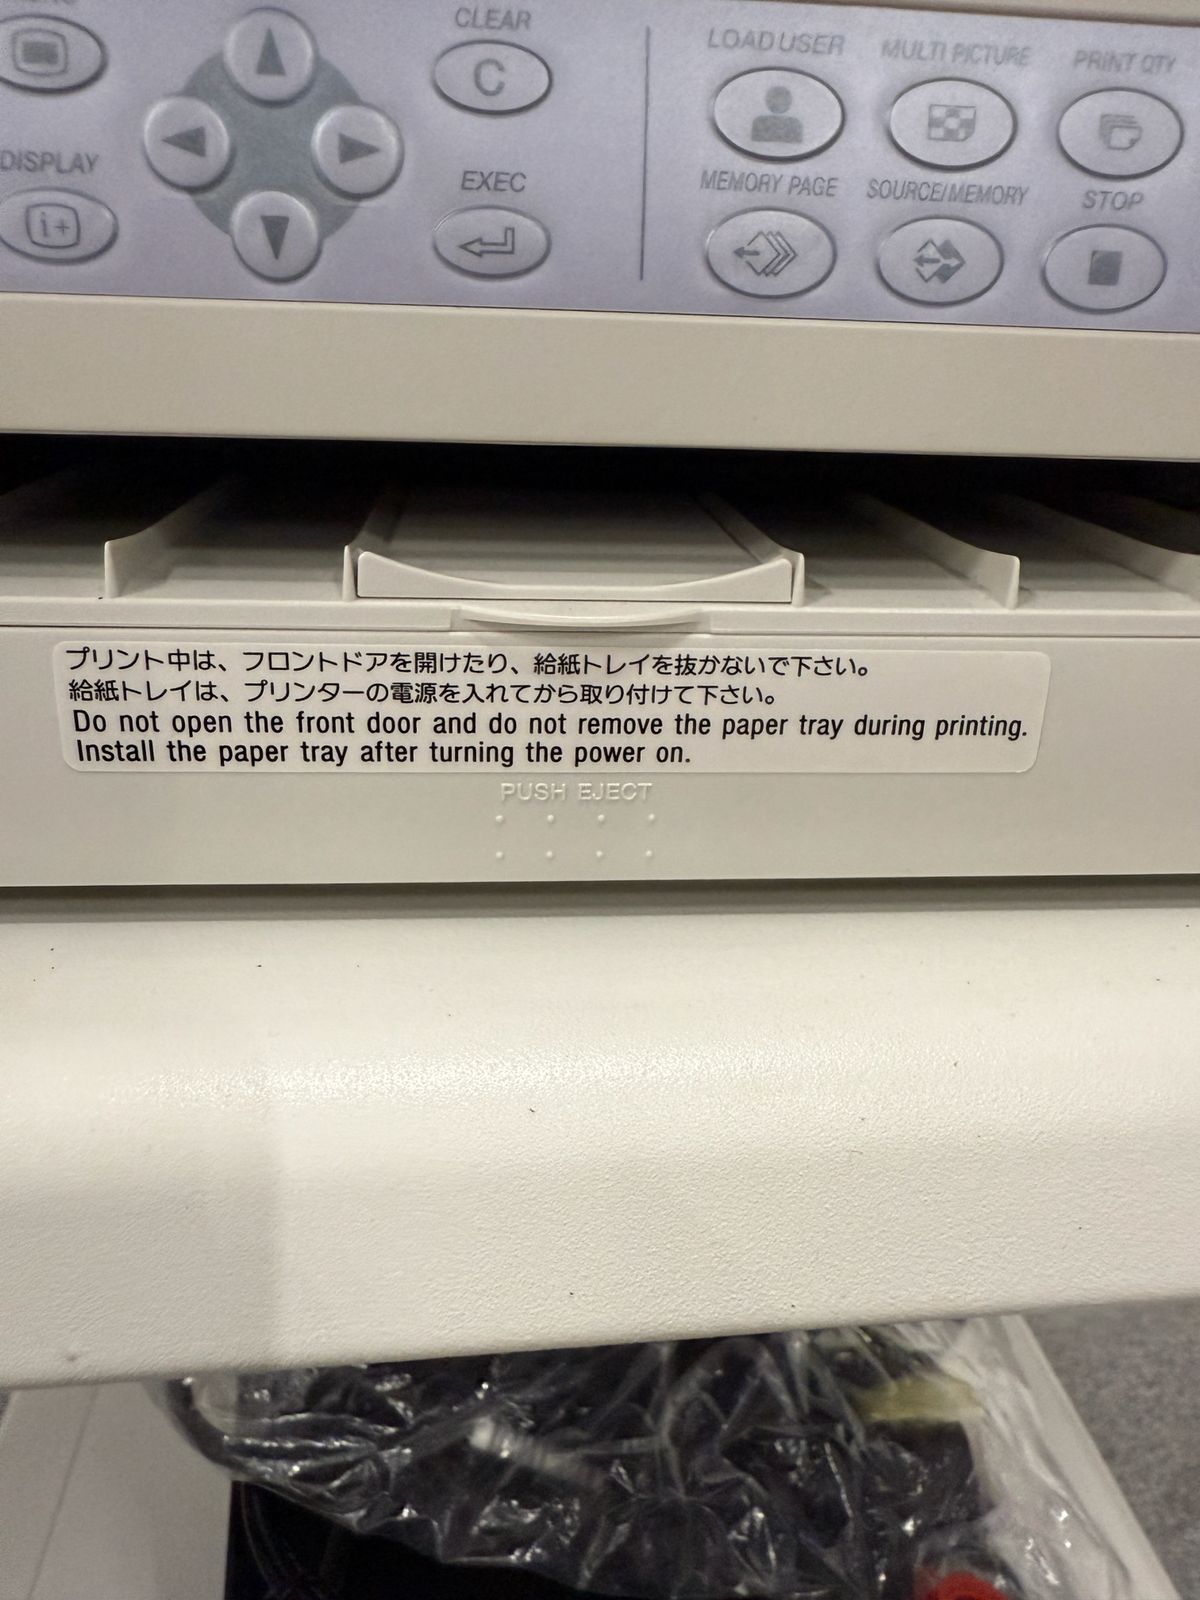 CLEAR
C
LOAD USER
MULTI PICTURE
PRINT QTY
DISPLAY
i+
EXEC
MEMORY PAGE
SOURCE/MEMORY
STOP
プリント中は、フロントドアを開けたり、給紙トレイを抜かないで下さい。
給紙トレイは、プリンターの電源を入れてから取り付けて下さい。
Do not open the front door and do not remove the paper tray during printing.
Install the paper tray after turning the power on.
PUSH EJECT